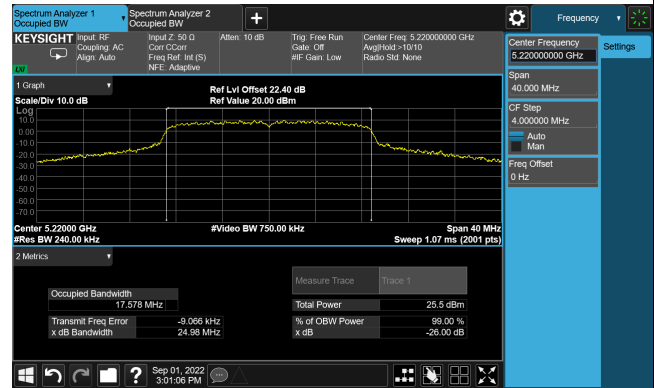 Spectrum Analyzer 1
Occupied BW
Spectrum Analyzer 2
Occupied BW
Frequency
KEYSIGHT
Input: RF
Coupling: AC
Align: Auto
Input Z: 50 Ω
Corr CCorr
Freq Ref: Int (S)
NFE: Adaptive
Atten: 10 dB
Trig: Free Run
Gate: Off
#IF Gain: Low
Center Freq: 5.220000000 GHz
Avg|Hold:>10/10
Radio Std: None
LXI
Center Frequency
5.220000000 GHz
Settings
Span
40.000 MHz
CF Step
4.000000 MHz
Auto
Man
Freq Offset
0 Hz
1 Graph
Scale/Div 10.0 dB
Ref Lvl Offset 22.40 dB
Ref Value 20.00 dBm
Log
10.0
0.00
-10.0
-20.0
-30.0
-40.0
-50.0
-60.0
-70.0
Center 5.22000 GHz
#Video BW 750.00 kHz
Span 40 MHz
#Res BW 240.00 kHz
Sweep 1.07 ms (2001 pts)
2 Metrics
Measure Trace
Trace 1
Occupied Bandwidth
17.578 MHz
Total Power
25.5 dBm
Transmit Freq Error
-9.066 kHz
% of OBW Power
99.00 %
x dB Bandwidth
24.98 MHz
x dB
-26.00 dB
Sep 01, 2022
3:01:06 PM